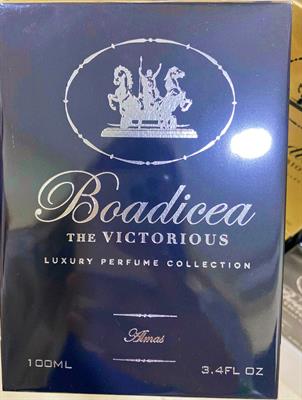 Boadicea
THE VICTORIOUS
LUXURY PERFUME COLLECTION
Almas
100ML
3.4FL OZ